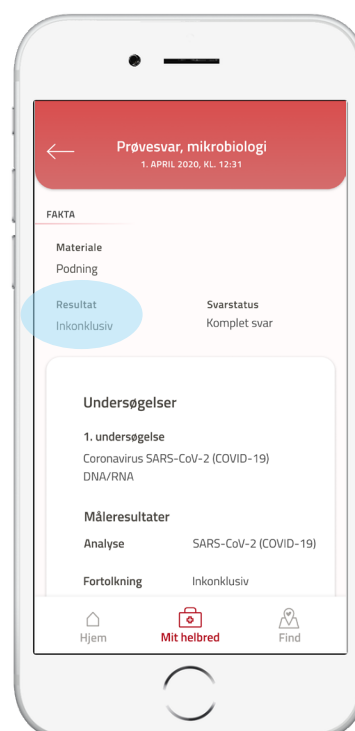 Prøvesvar, mikrobiologi
1. APRIL 2020, KL. 12:31
FAKTA
Materiale
Podning
Resultat
Inkonklusiv
Svarstatus
Komplet svar
Undersøgelser
1. undersøgelse
Coronavirus SARS-CoV-2 (COVID-19)
DNA/RNA
Måleresultater
Analyse SARS-CoV-2 (COVID-19)
Fortolkning Inkonklusiv
Hjem Mit helbred Find